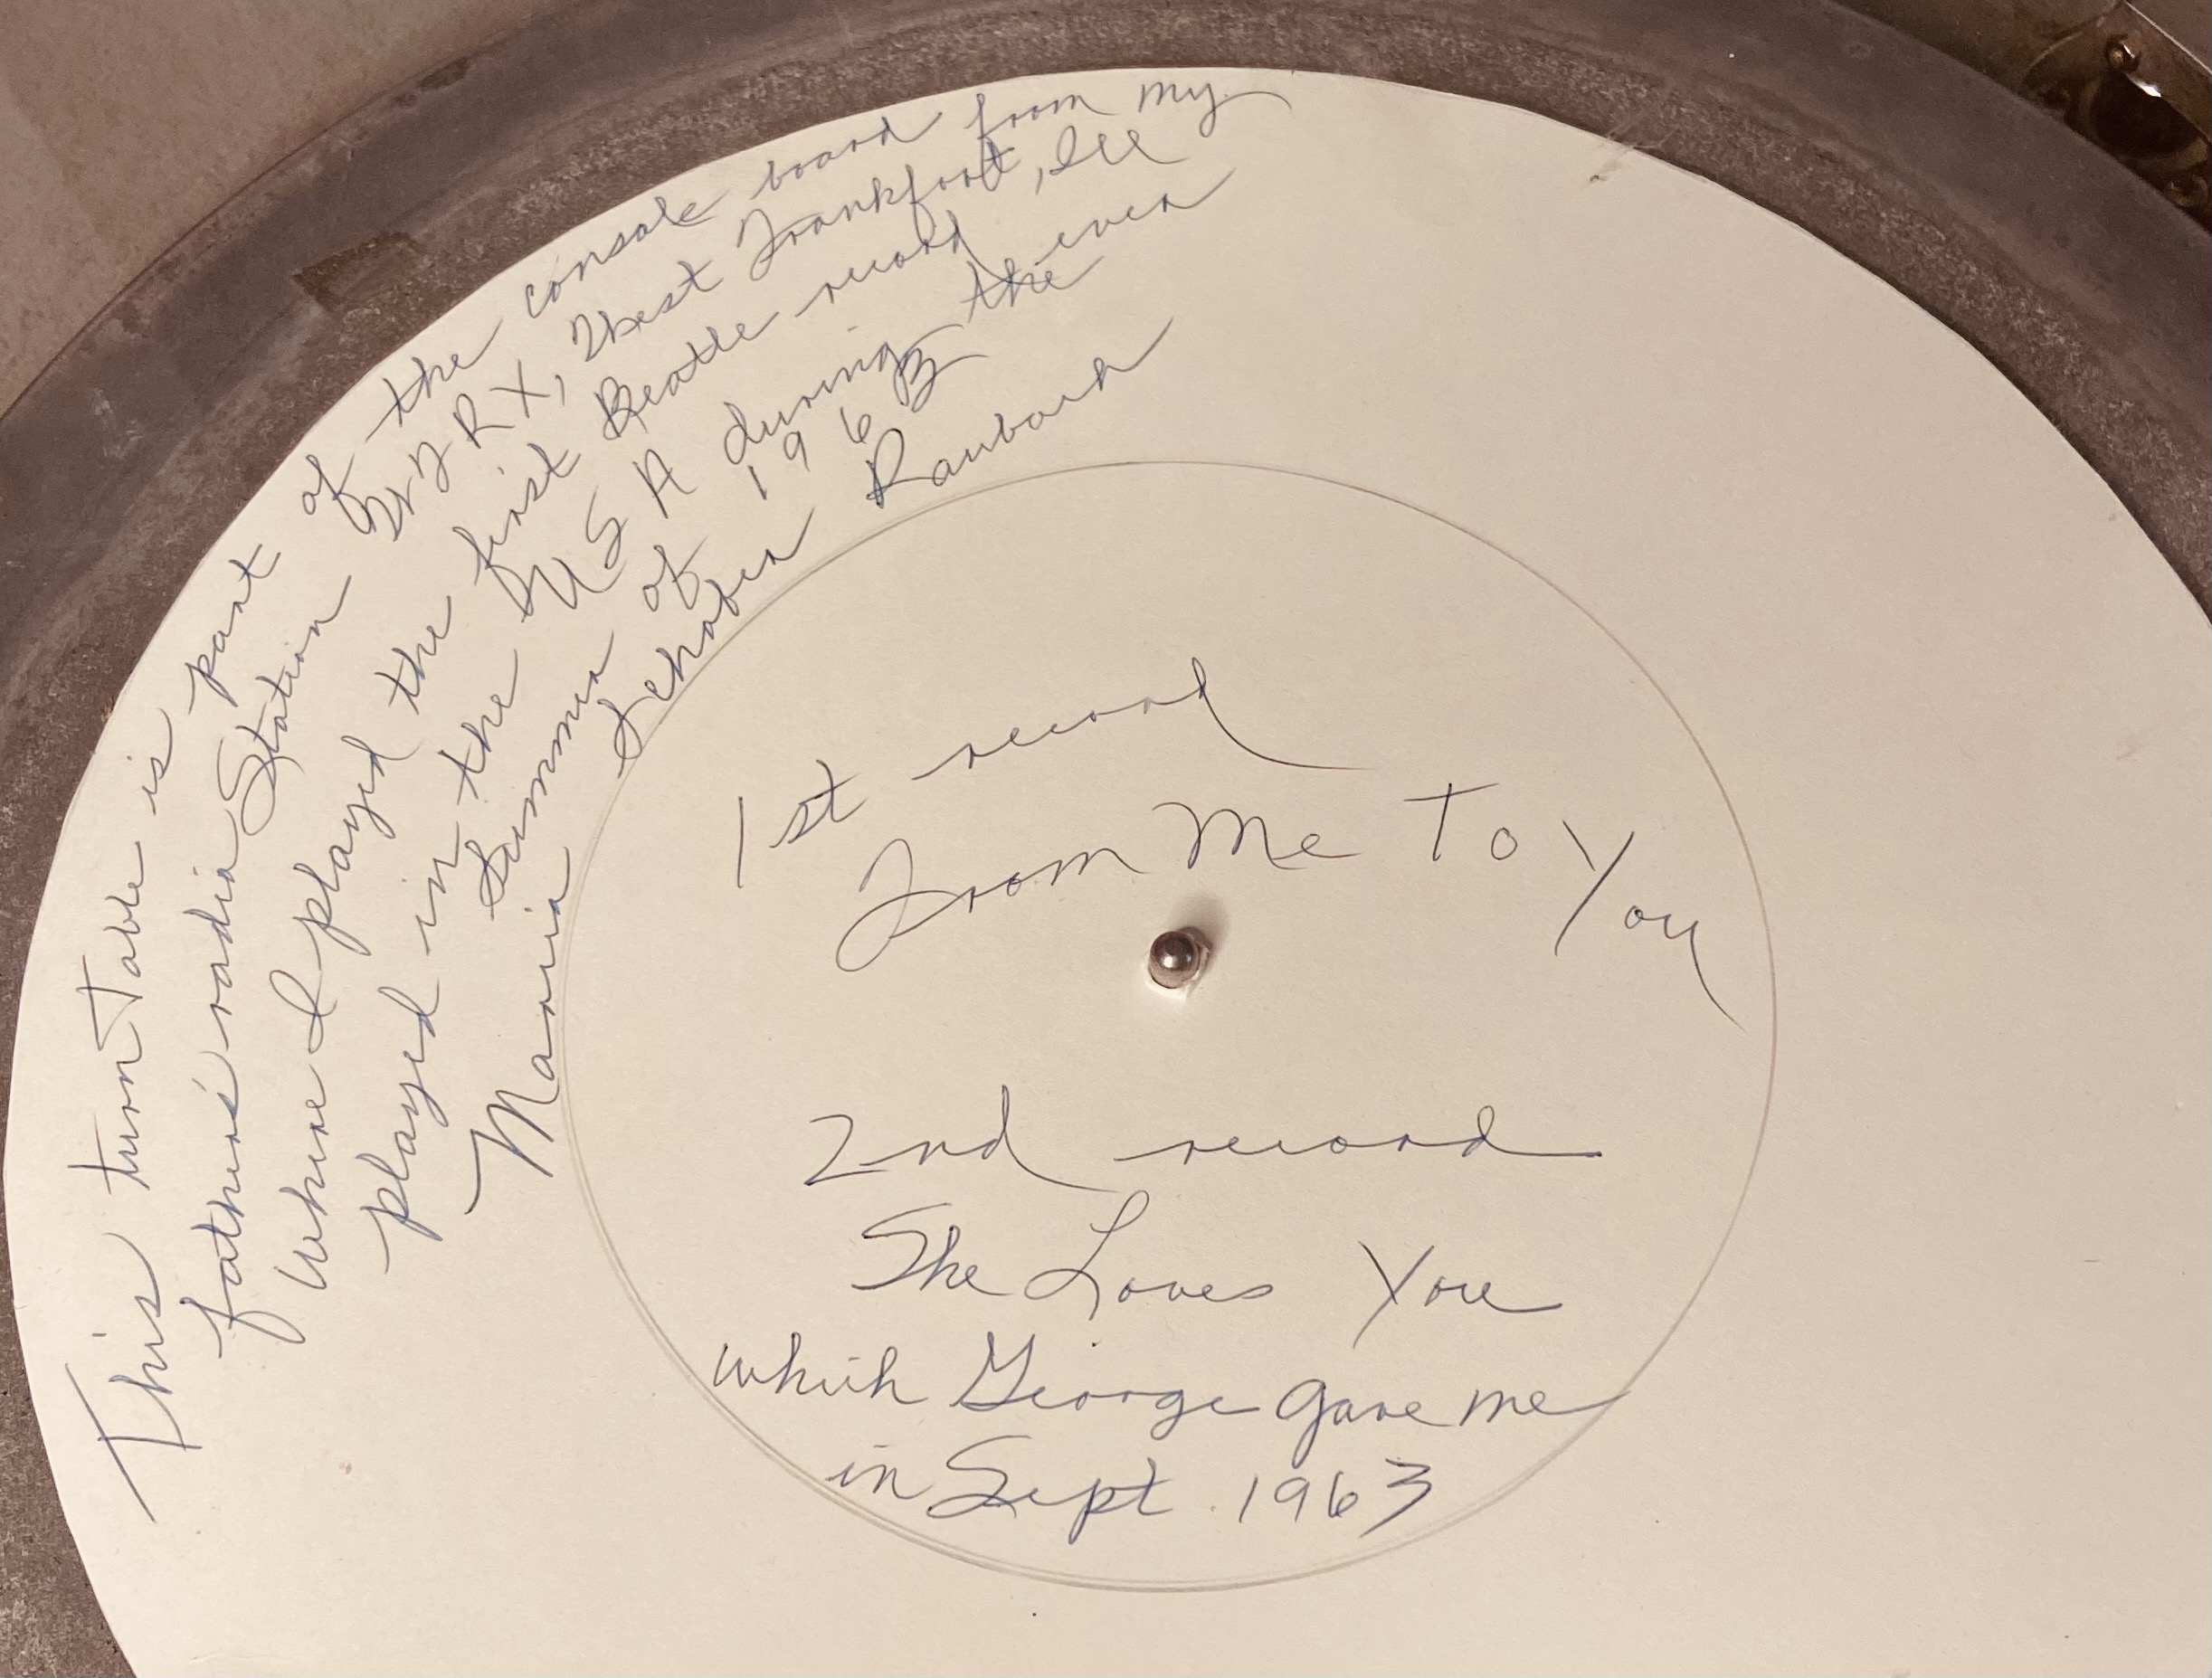 This turn Table is part of the console board from my
father's radio Station WFRX, West Frankfort, Ill
where I played the first Beatle record ever
played in the USA during the
Summer of 1963
Marcia Schafer Raubach
1st record
From Me To You
2nd record
She Loves You
which George gave me
in Sept. 1963